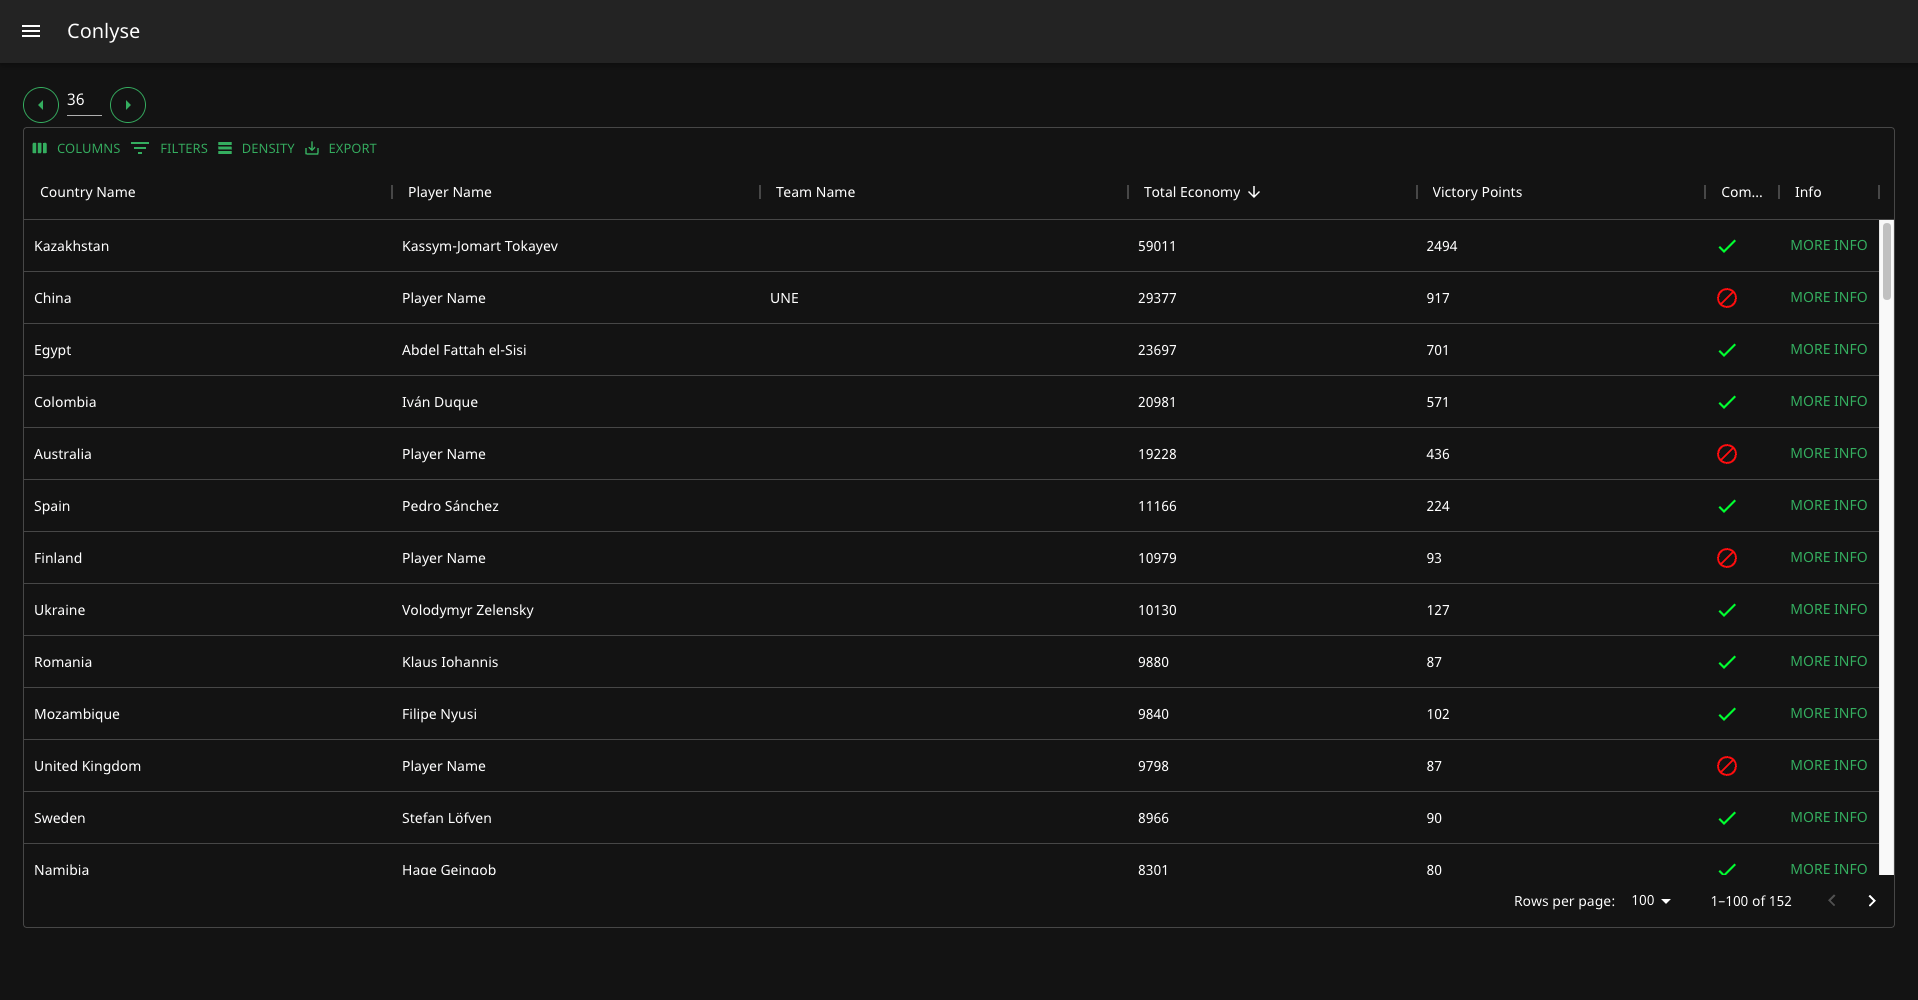 Conlyse
36
COLUMNS FILTERS DENSITY EXPORT
Country Name Player Name Team Name Total Economy Victory Points Com... Info
Kazakhstan Kassym-Jomart Tokayev 59011 2494 MORE INFO
China Player Name UNE 29377 917 MORE INFO
Egypt Abdel Fattah el-Sisi 23697 701 MORE INFO
Colombia Iván Duque 20981 571 MORE INFO
Australia Player Name 19228 436 MORE INFO
Spain Pedro Sánchez 11166 224 MORE INFO
Finland Player Name 10979 93 MORE INFO
Ukraine Volodymyr Zelensky 10130 127 MORE INFO
Romania Klaus Iohannis 9880 87 MORE INFO
Mozambique Filipe Nyusi 9840 102 MORE INFO
United Kingdom Player Name 9798 87 MORE INFO
Sweden Stefan Löfven 8966 90 MORE INFO
Namibia Hage Geingob 8301 80 MORE INFO
Rows per page: 100 1–100 of 152